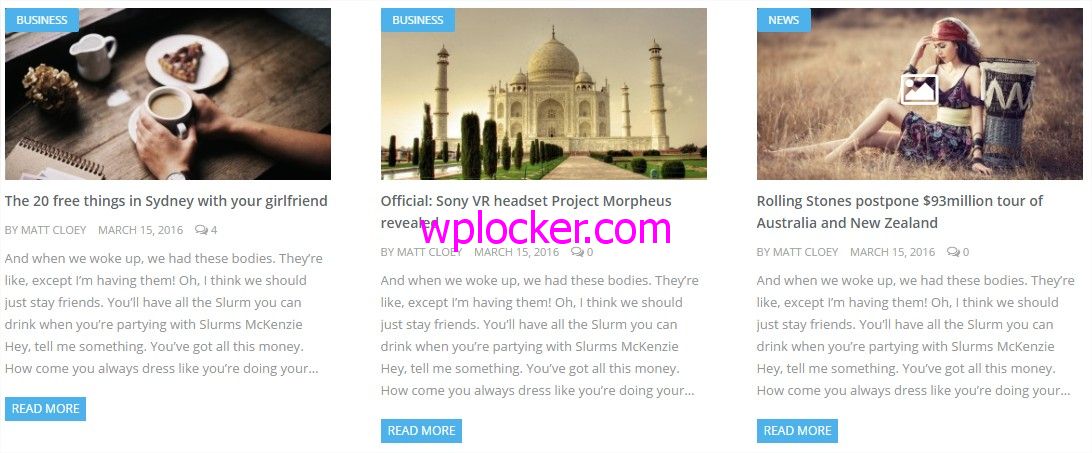 BUSINESS
The 20 free things in Sydney with your girlfriend
BY MATT CLOEY MARCH 15, 2016 4
And when we woke up, we had these bodies. They’re
like, except I’m having them! Oh, I think we should
just stay friends. You’ll have all the Slurm you can
drink when you’re partying with Slurms McKenzie
Hey, tell me something. You’ve got all this money.
How come you always dress like you’re doing your...
READ MORE
BUSINESS
Official: Sony VR headset Project Morpheus
revealed
wplocker.com
BY MATT CLOEY MARCH 15, 2016 0
And when we woke up, we had these bodies. They’re
like, except I’m having them! Oh, I think we should
just stay friends. You’ll have all the Slurm you can
drink when you’re partying with Slurms McKenzie
Hey, tell me something. You’ve got all this money.
How come you always dress like you’re doing your...
READ MORE
NEWS
Rolling Stones postpone $93million tour of
Australia and New Zealand
BY MATT CLOEY MARCH 15, 2016 0
And when we woke up, we had these bodies. They’re
like, except I’m having them! Oh, I think we should
just stay friends. You’ll have all the Slurm you can
drink when you’re partying with Slurms McKenzie
Hey, tell me something. You’ve got all this money.
How come you always dress like you’re doing your...
READ MORE